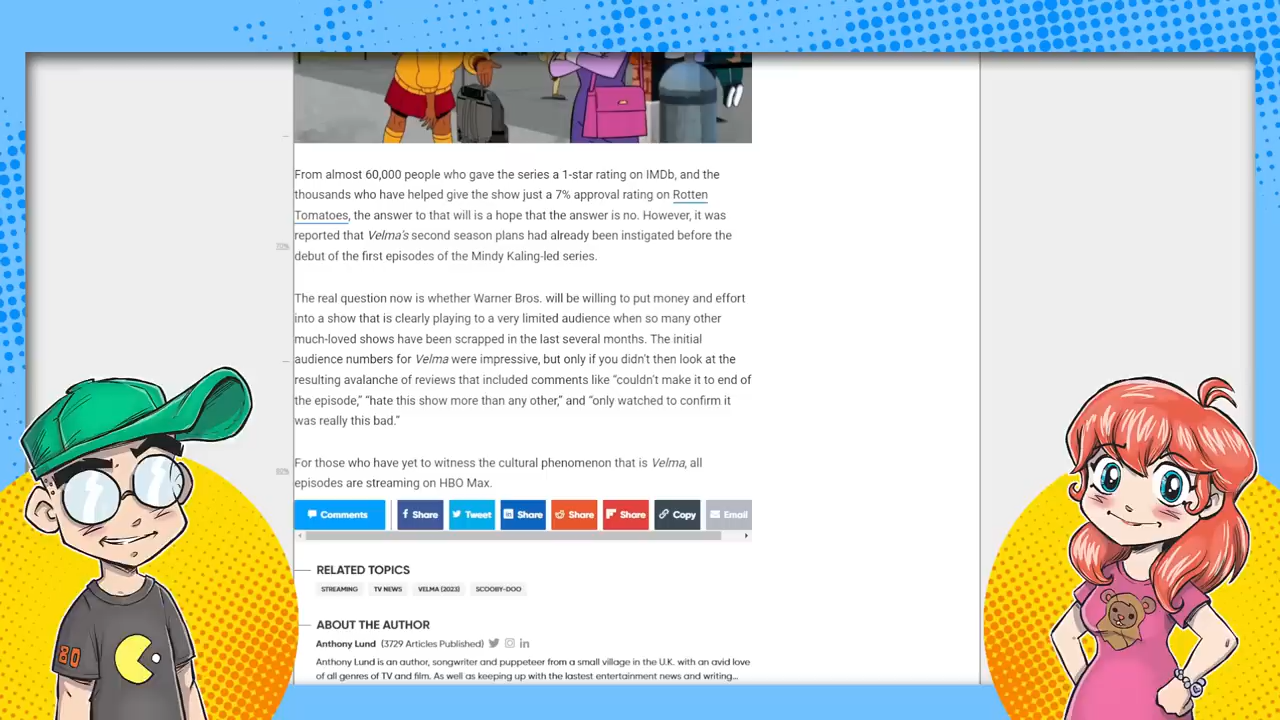 From almost 60,000 people who gave the series a 1-star rating on IMDb, and the
thousands who have helped give the show just a 7% approval rating on Rotten
Tomatoes, the answer to that will is a hope that the answer is no. However, it was
reported that Velma's second season plans had already been instigated before the
debut of the first episodes of the Mindy Kaling-led series.
The real question now is whether Warner Bros. will be willing to put money and effort
into a show that is clearly playing to a very limited audience when so many other
much-loved shows have been scrapped in the last several months. The initial
audience numbers for Velma were impressive, but only if you didn't then look at the
resulting avalanche of reviews that included comments like “couldn't make it to end of
the episode,” “hate this show more than any other,” and “only watched to confirm it
was really this bad.”
For those who have yet to witness the cultural phenomenon that is Velma, all
episodes are streaming on HBO Max.
Comments Share Tweet Share Share Share Copy Email
RELATED TOPICS
STREAMING TV NEWS VELMA (2023) SCOOBY-DOO
ABOUT THE AUTHOR
Anthony Lund (3729 Articles Published)
Anthony Lund is an author, songwriter and puppeteer from a small village in the U.K. with an avid love
of all genres of TV and film. As well as keeping up with the lastest entertainment news and writing...
80